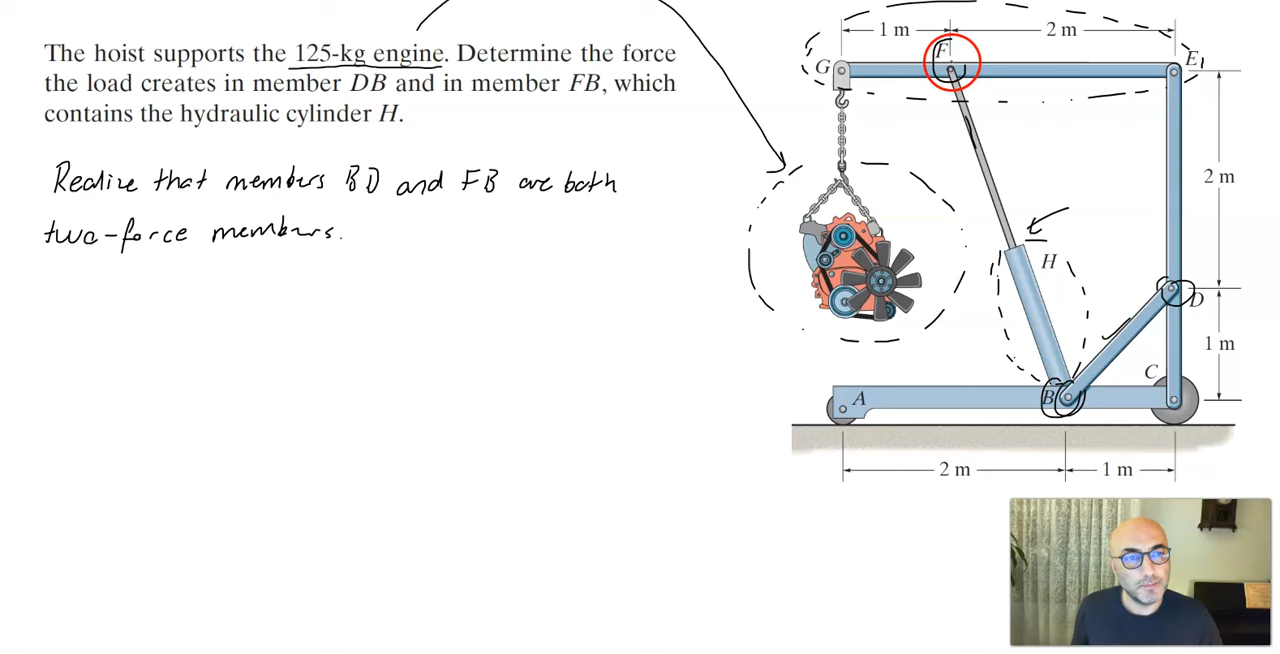 The hoist supports the 125-kg engine. Determine the force
the load creates in member DB and in member FB, which
contains the hydraulic cylinder H.
Realize that members BD and FB are both
two-force members.
1 m
2 m
F
G
E
2 m
H
D
1 m
C
A
B
2 m
1 m